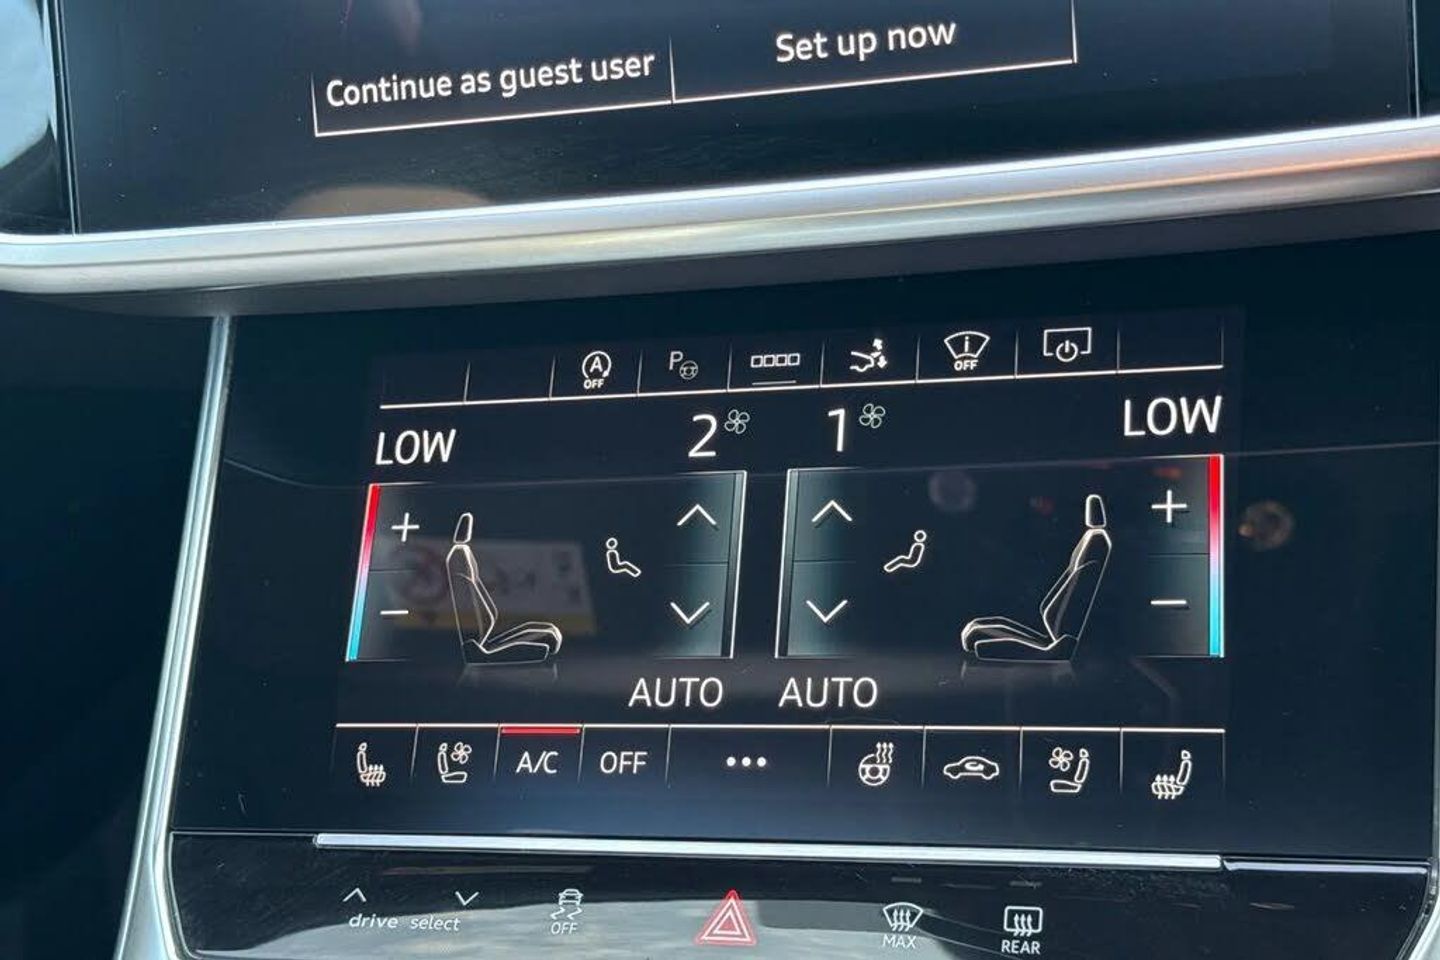 Continue as guest user
Set up now
A
OFF
P
i
OFF
LOW
2
1
LOW
+
+
−
−
AUTO
AUTO
A/C
OFF
•••
drive select
OFF
MAX
REAR